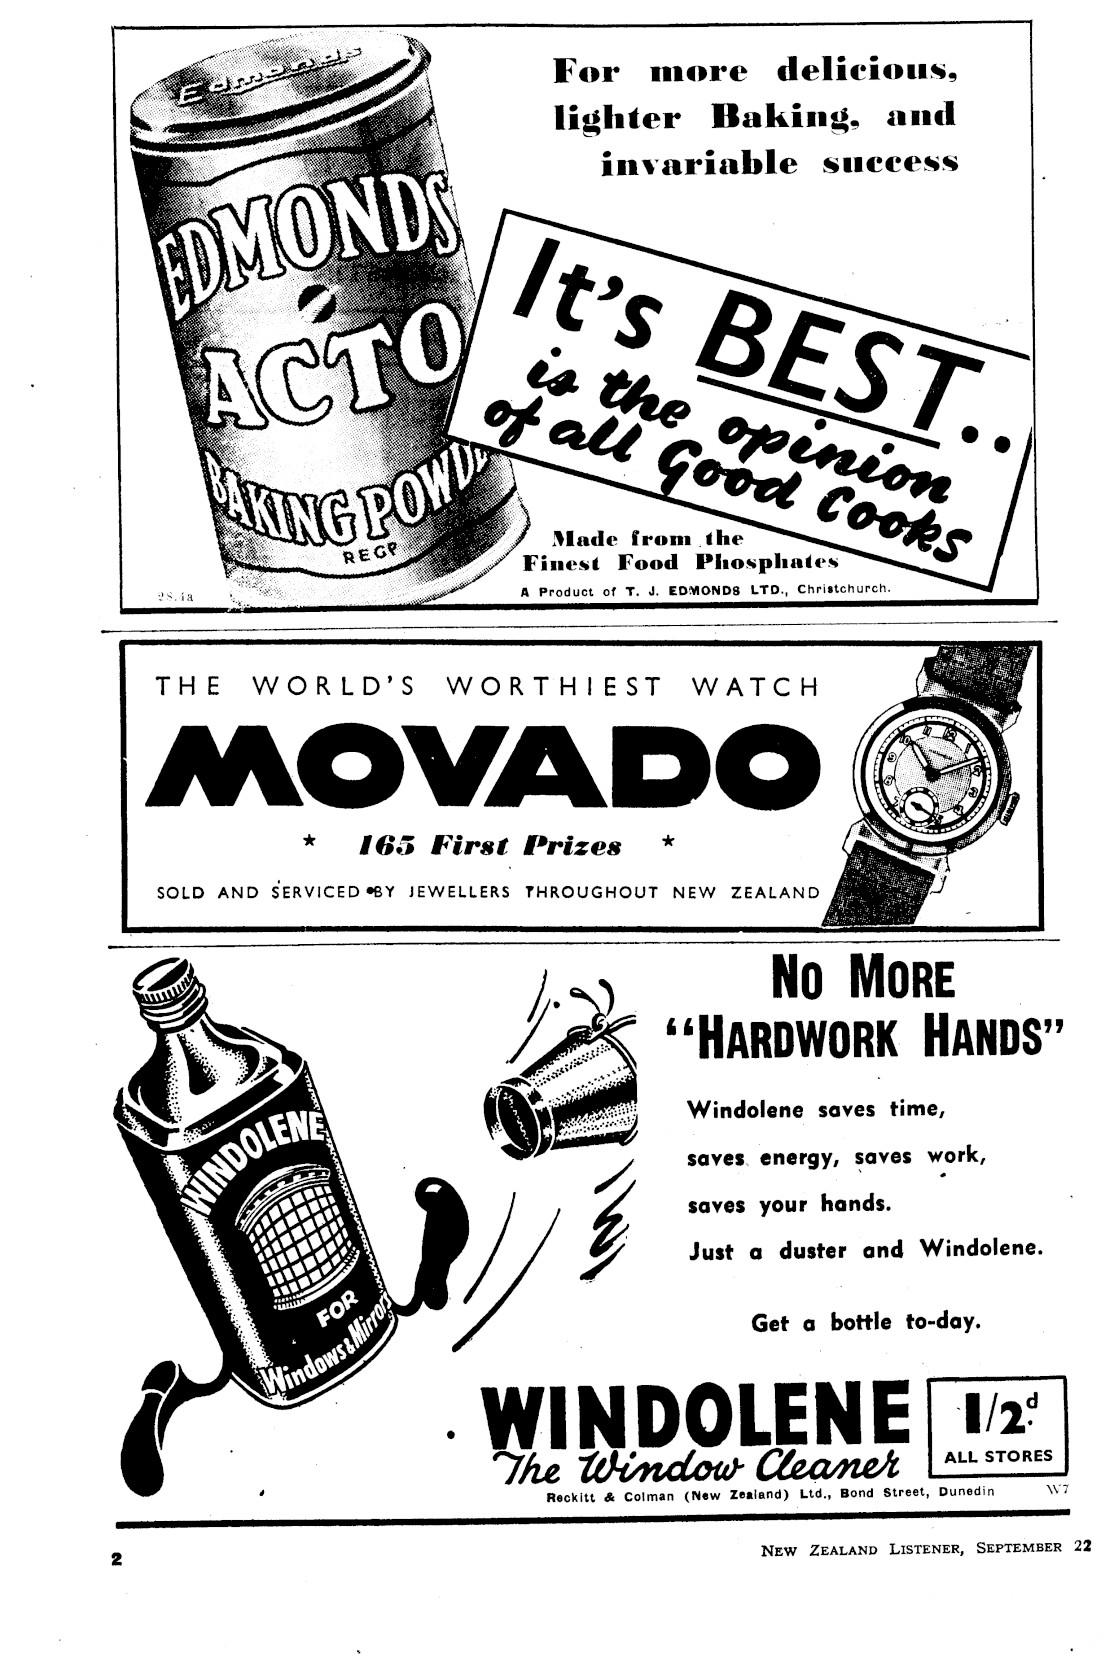 Edmonds
EDMONDS
ACTO
BAKING POWDE
REGD
For more delicious,
lighter Baking, and
invariable success
It's BEST..
is the opinion
of all Good Cooks
Made from the
Finest Food Phosphates
A Product of T. J. EDMONDS LTD., Christchurch.
28.4a
THE WORLD'S WORTHIEST WATCH
MOVADO
* 165 First Prizes *
SOLD AND SERVICED BY JEWELLERS THROUGHOUT NEW ZEALAND
WINDOLENE
FOR
Windows & Mirrors
NO MORE
“HARDWORK HANDS”
Windolene saves time,
saves energy, saves work,
saves your hands.
Just a duster and Windolene.
Get a bottle to-day.
WINDOLENE
The Window Cleaner
1/2d.
ALL STORES
Reckitt & Colman (New Zealand) Ltd., Bond Street, Dunedin
W7
2
NEW ZEALAND LISTENER, SEPTEMBER 22